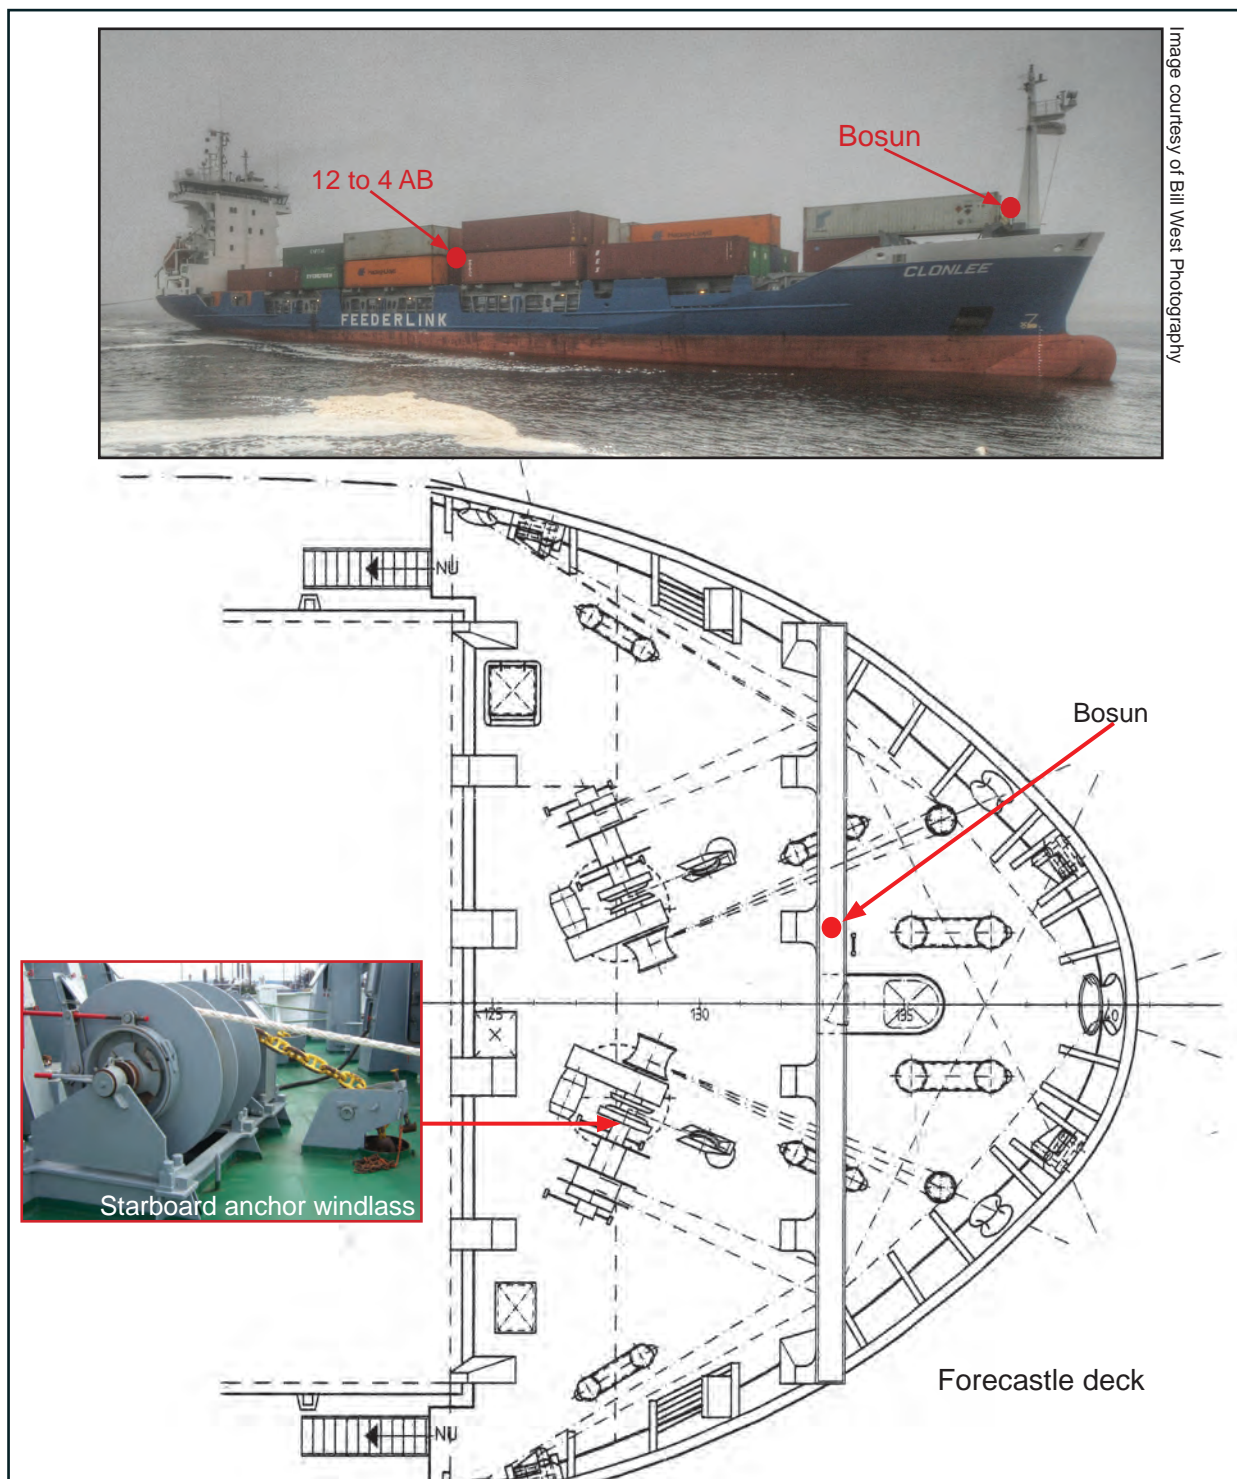 Image courtesy of Bill West Photography
Bosun
12 to 4 AB
CLONLEE
FEEDERLINK
Bosun
NU
125
130
135
Starboard anchor windlass
Forecastle deck
NU